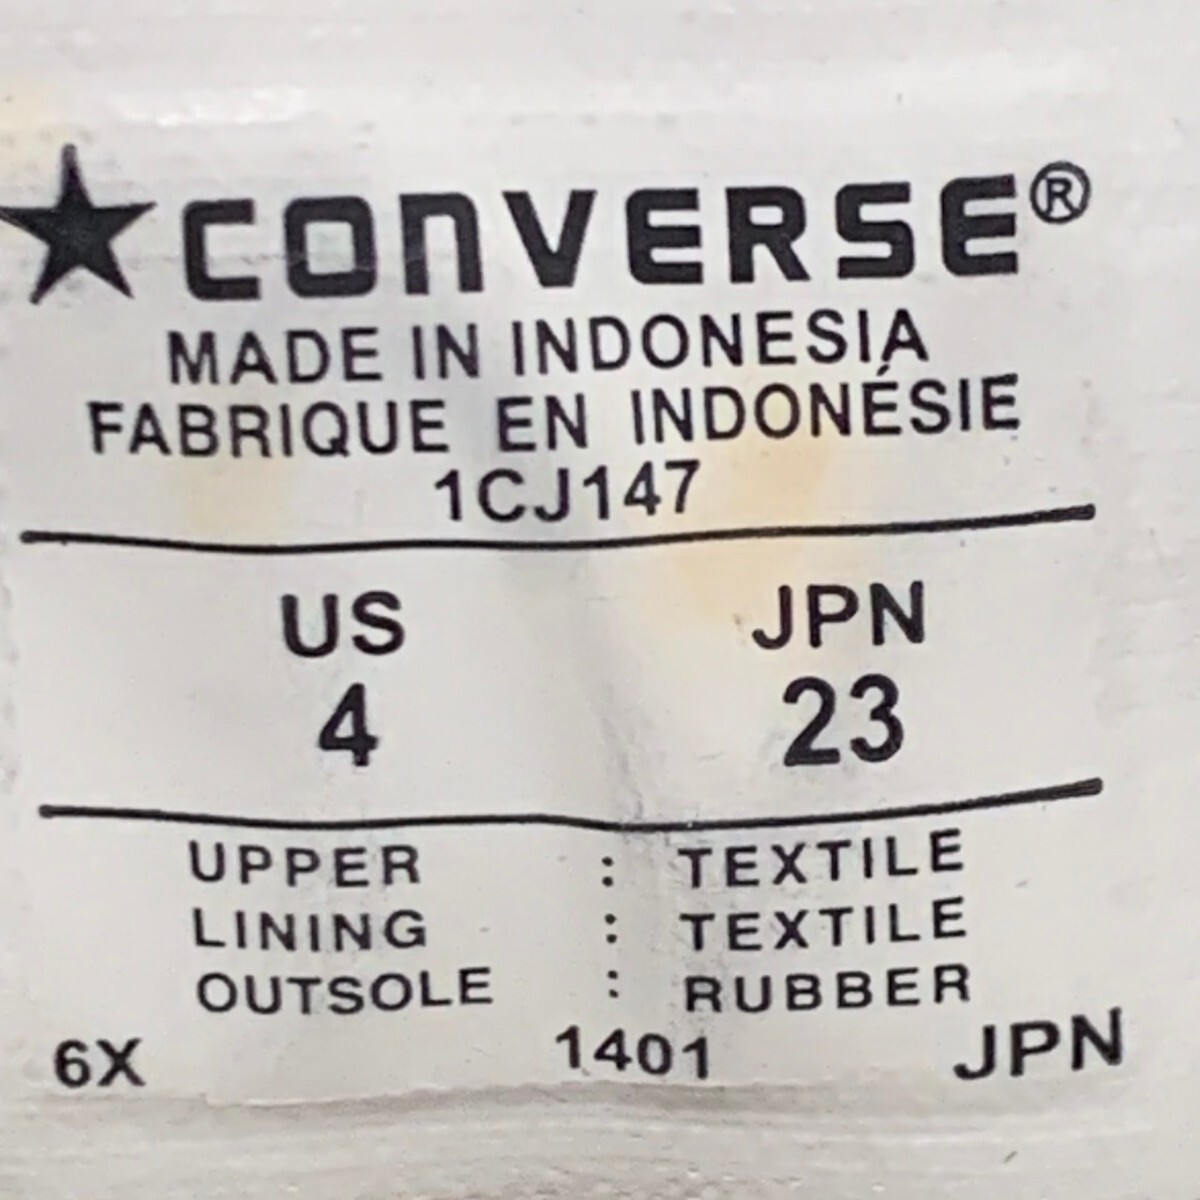 ★CONVERSE®
MADE IN INDONESIA
FABRIQUE EN INDONÉSIE
1CJ147
US JPN
4 23
UPPER : TEXTILE
LINING : TEXTILE
OUTSOLE : RUBBER
6X 1401 JPN